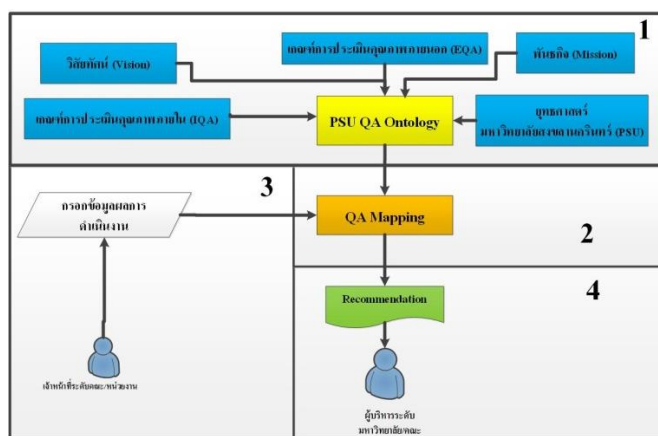 1
เกณฑ์การประเมินคุณภาพภายนอก (EQA)
วิสัยทัศน์ (Vision)
พันธกิจ (Mission)
เกณฑ์การประเมินคุณภาพภายใน (IQA)
PSU QA Ontology
ยุทธศาสตร์
มหาวิทยาลัยสงขลานครินทร์ (PSU)
3
กรอกข้อมูลผลการ
ดำเนินงาน
QA Mapping
2
4
Recommendation
เจ้าหน้าที่ระดับคณะ/หน่วยงาน
ผู้บริหารระดับ
มหาวิทยาลัย/คณะ